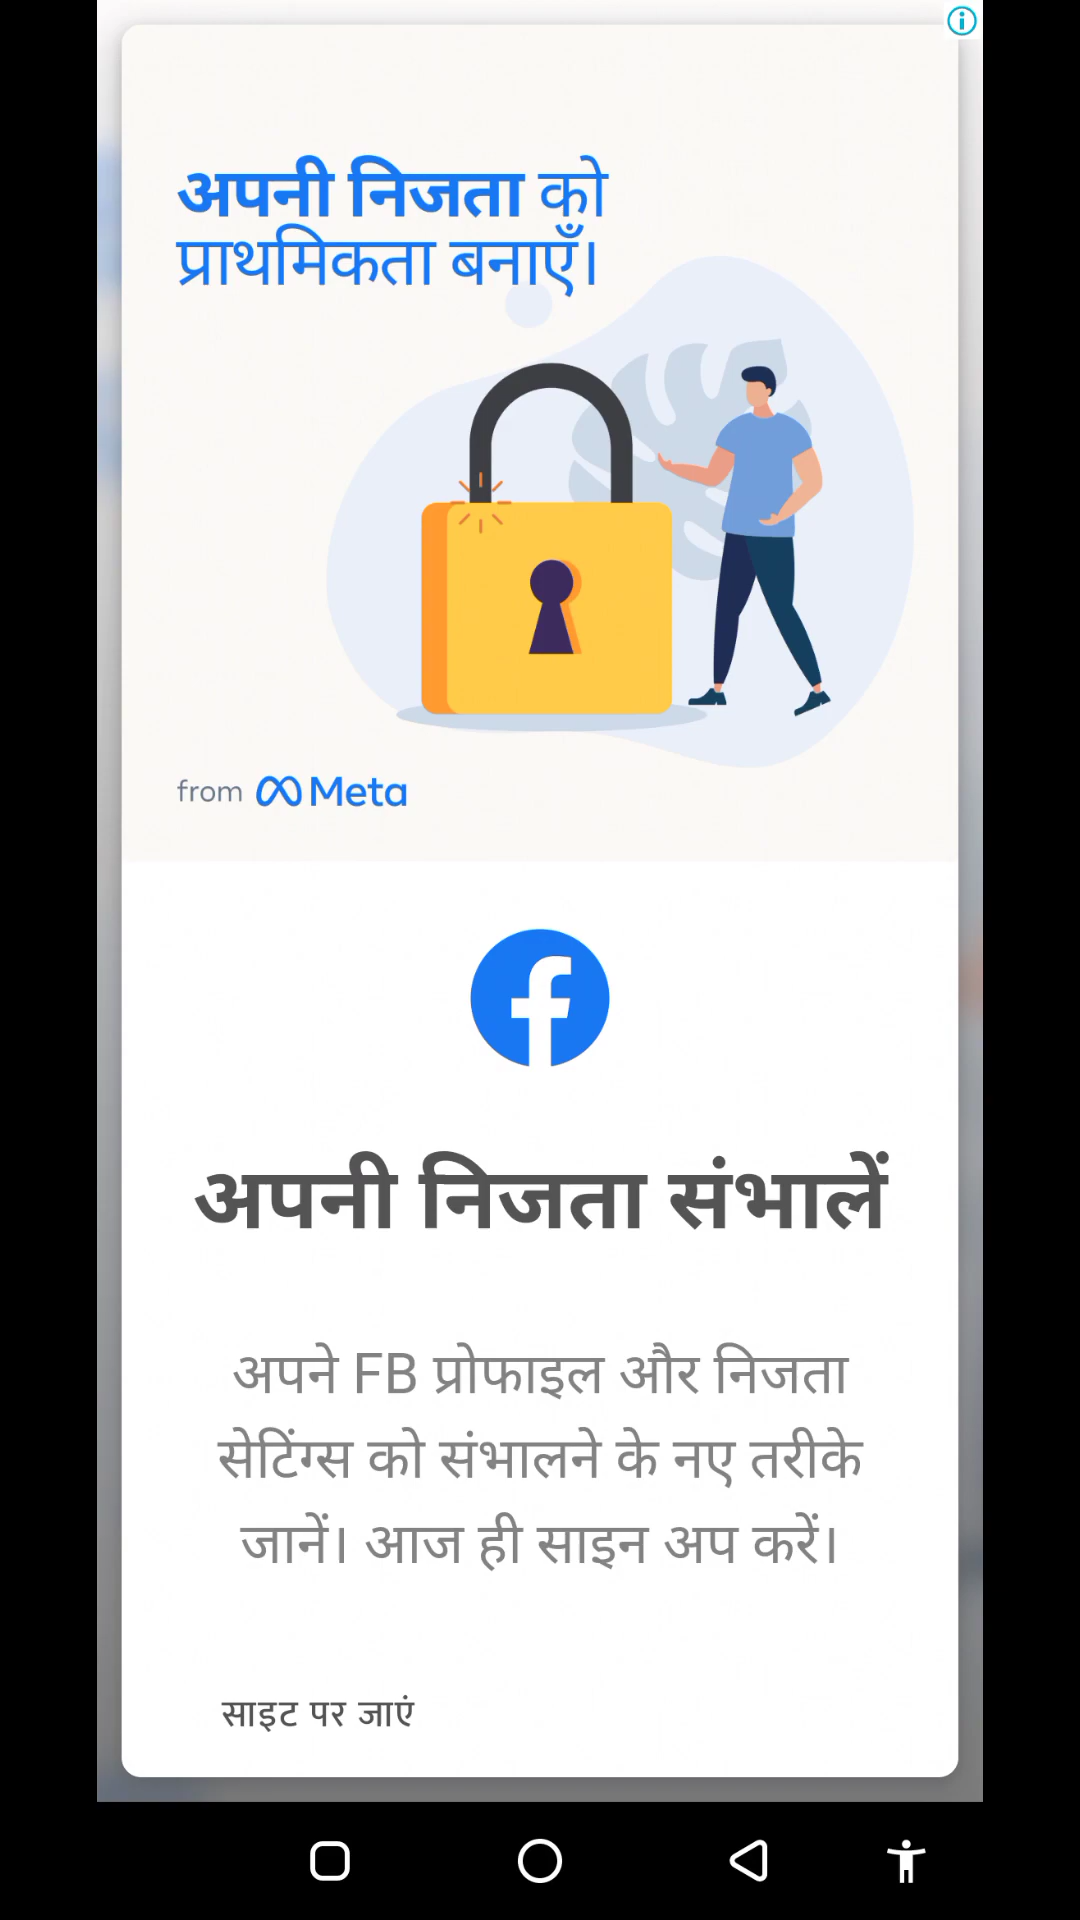 अपनी निजता को
प्राथमिकता बनाएँ।
from Meta
अपनी निजता संभालें
अपने FB प्रोफाइल और निजता
सेटिंग्स को संभालने के नए तरीके
जानें। आज ही साइन अप करें।
साइट पर जाएं